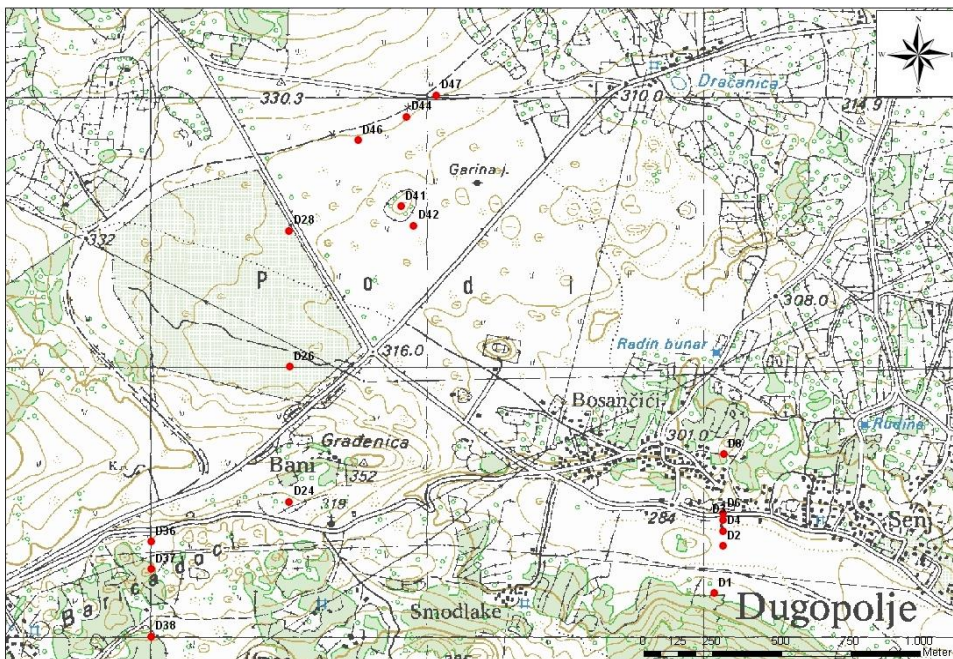 N
S
D47
330.3
D44
310.0
Dračanica
314.9
D46
Garina j.
D41
D42
D28
332
P o d i
308.0
316.0
Radin bunar
D26
Bosančići
Rudine
301.0
Građenica
D8
K.
Bani
352
D24
319
D6
D3
284
D4
Senj
D36
D2
D37
Baricadoci
D1
Smodlake
Dugopolje
D38
0 125 250 500 750 1.000
Meter